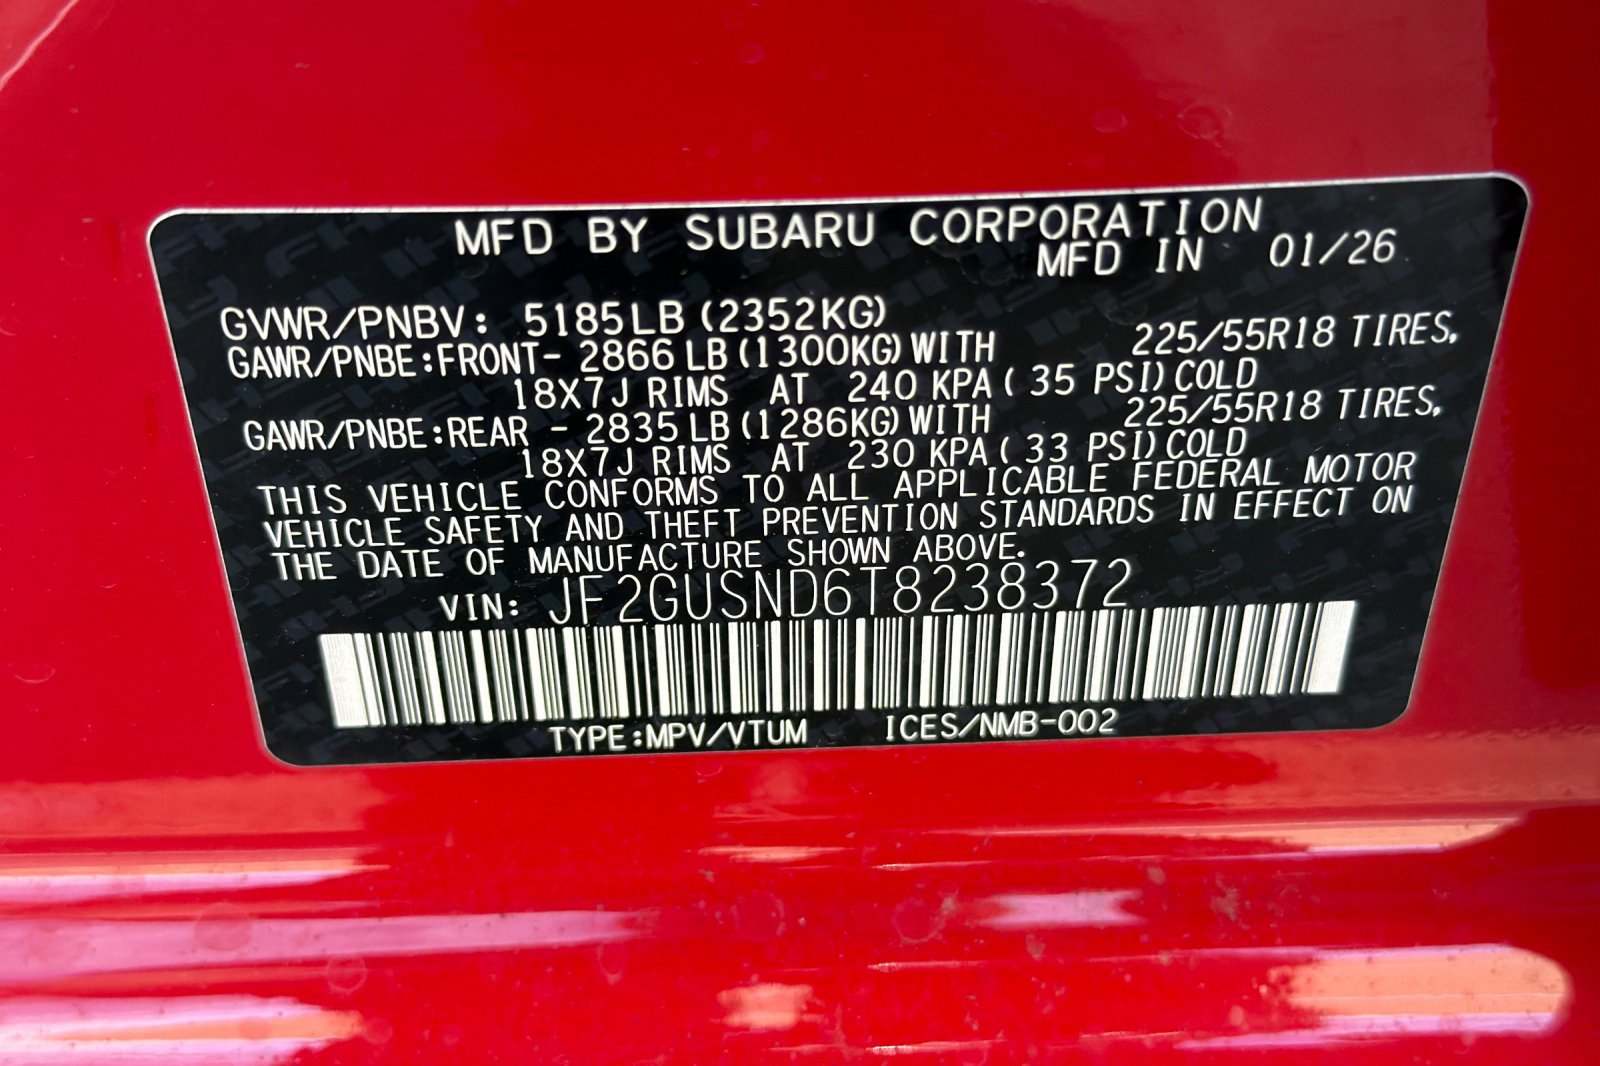 MFD BY SUBARU CORPORATION
MFD IN 01/26
GVWR/PNBV: 5185LB (2352KG)
GAWR/PNBE:FRONT- 2866 LB (1300KG) WITH 225/55R18 TIRES,
18X7J RIMS AT 240 KPA ( 35 PSI) COLD
GAWR/PNBE:REAR - 2835 LB (1286KG) WITH 225/55R18 TIRES,
18X7J RIMS AT 230 KPA ( 33 PSI) COLD
THIS VEHICLE CONFORMS TO ALL APPLICABLE FEDERAL MOTOR
VEHICLE SAFETY AND THEFT PREVENTION STANDARDS IN EFFECT ON
THE DATE OF MANUFACTURE SHOWN ABOVE.
VIN: JF2GUSND6T8238372
TYPE:MPV/VTUM ICES/NMB-002